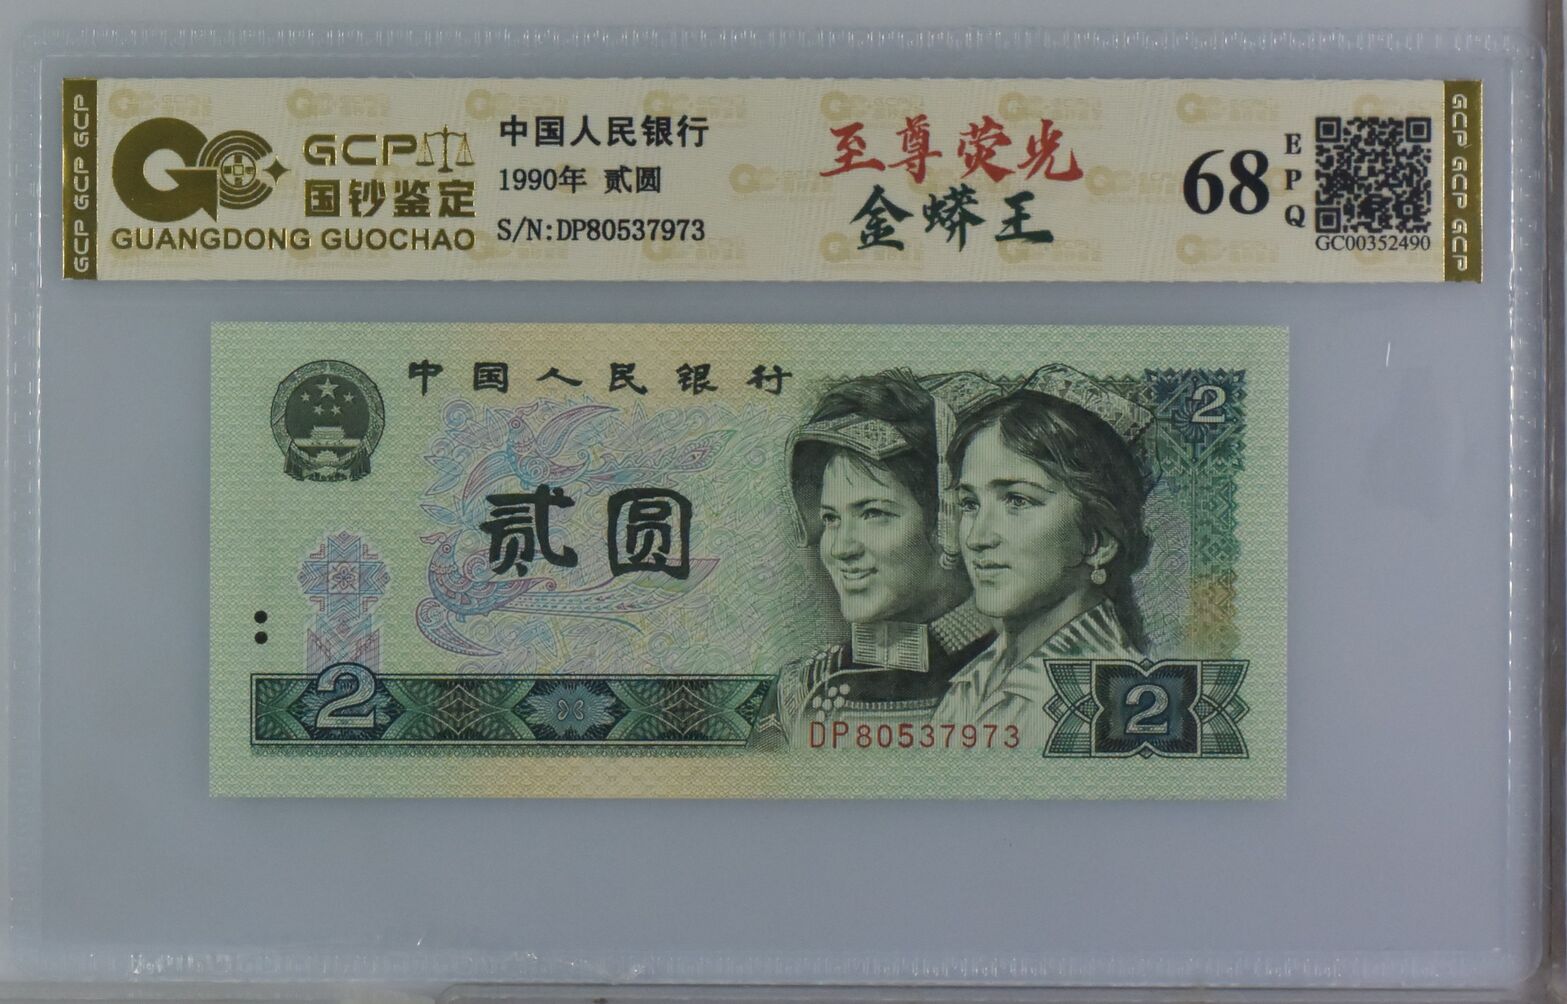 GCP GCP GCP
GCP
国钞鉴定
GUANGDONG GUOCHAO
中国人民银行
1990年 贰圆
S/N:DP80537973
至尊荧光
金蟒王
68
EPQ
GC00352490
GCP GCP GCP
中国人民银行
2
贰圆
2
DP80537973
2